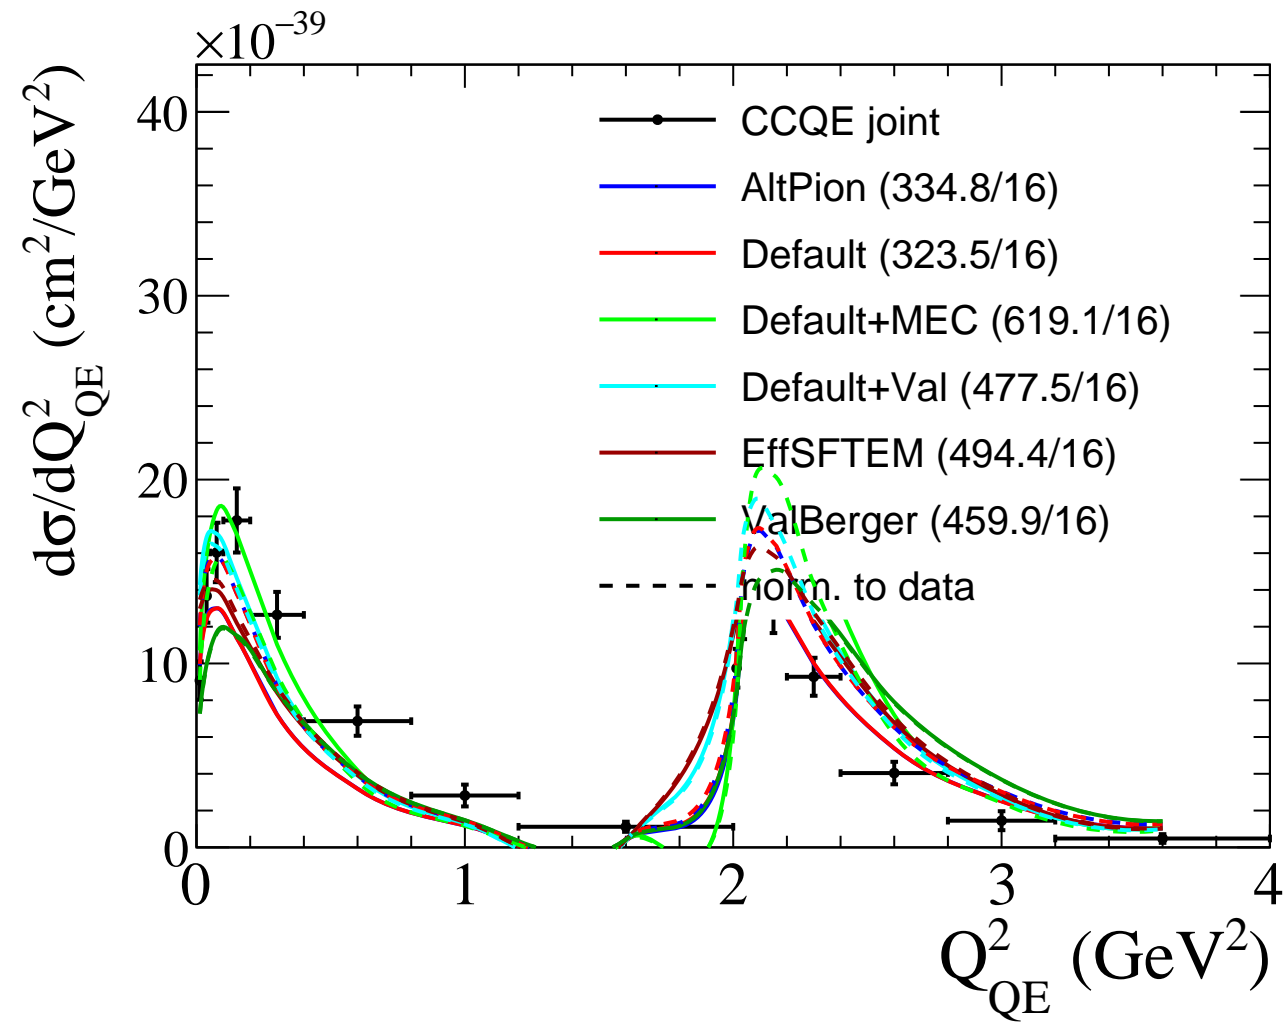 ×10⁻³⁹
dσ/dQ²QE (cm²/GeV²)
40
30
20
10
0
CCQE joint
AltPion (334.8/16)
Default (323.5/16)
Default+MEC (619.1/16)
Default+Val (477.5/16)
EffSFTEM (494.4/16)
ValBerger (459.9/16)
norm. to data
0 1 2 3 4
Q²QE (GeV²)